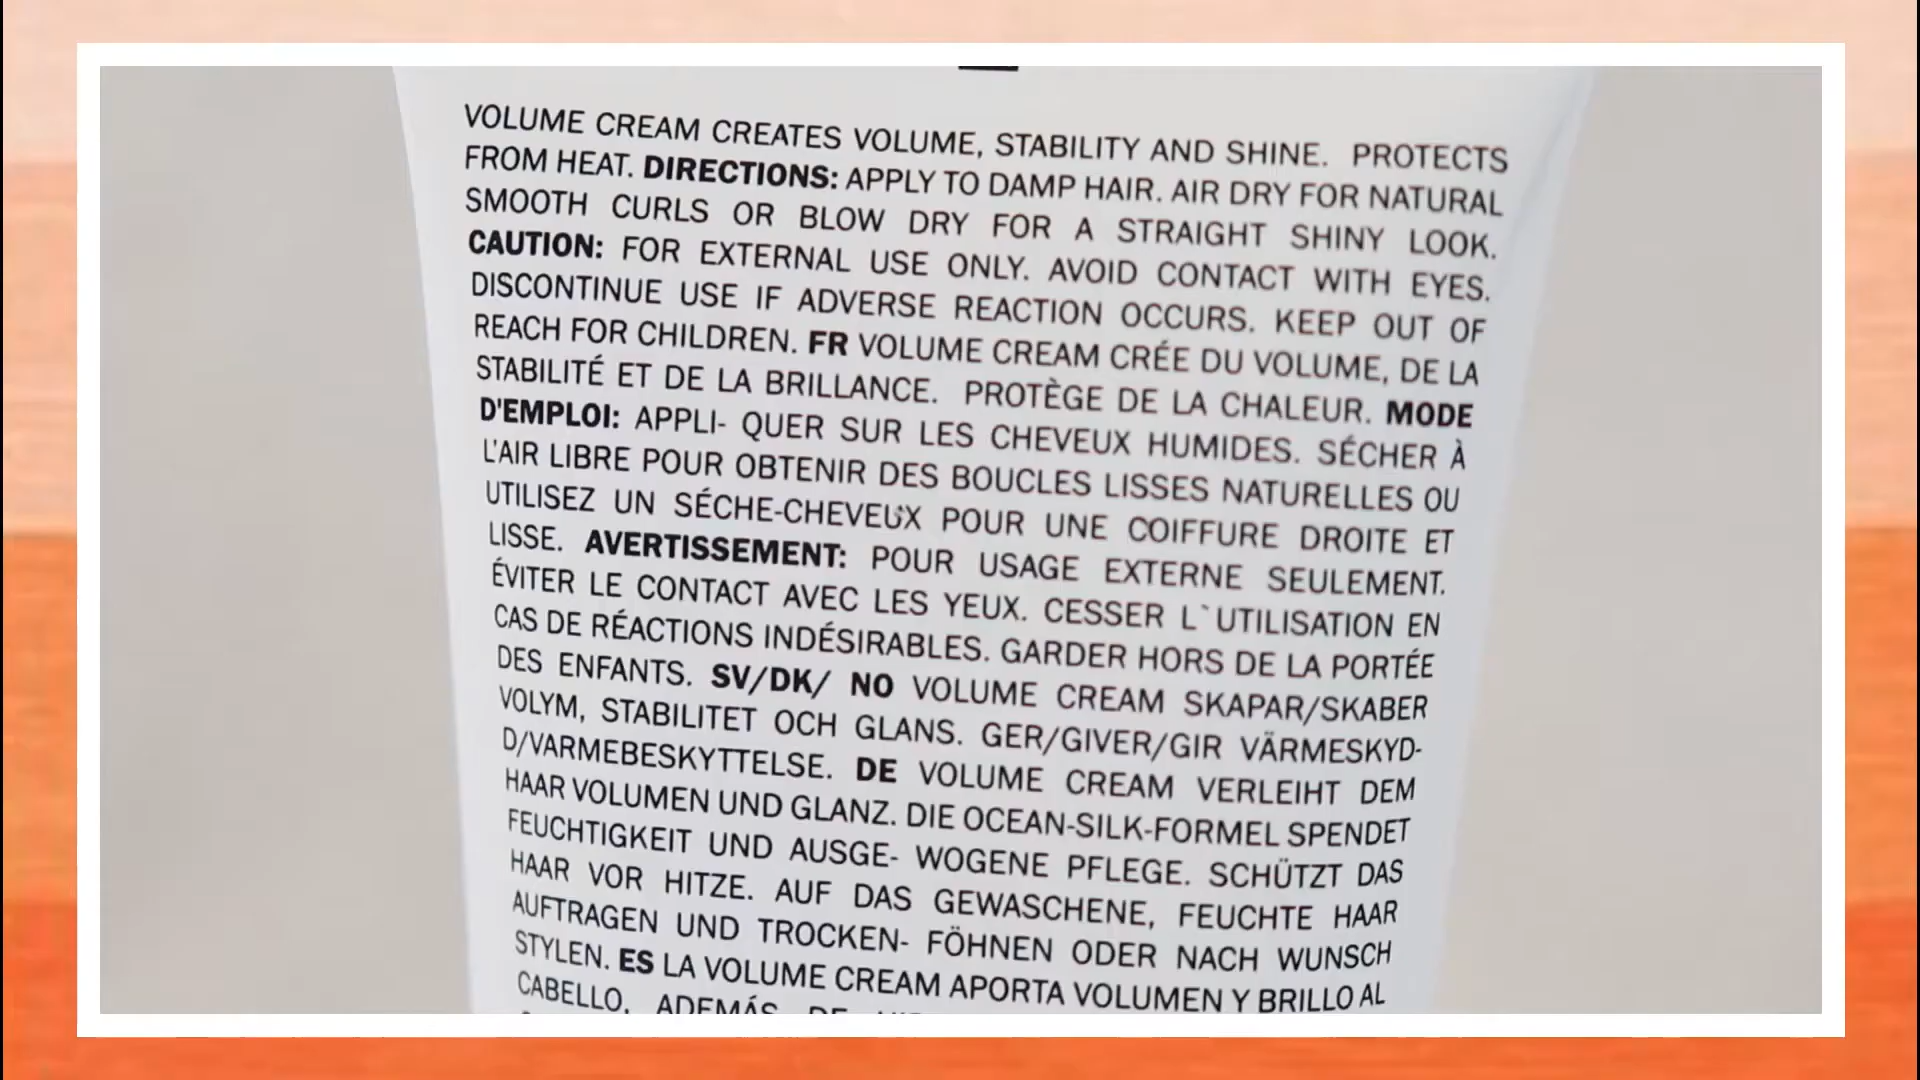 VOLUME CREAM CREATES VOLUME, STABILITY AND SHINE. PROTECTS
FROM HEAT. DIRECTIONS: APPLY TO DAMP HAIR. AIR DRY FOR NATURAL
SMOOTH CURLS OR BLOW DRY FOR A STRAIGHT SHINY LOOK.
CAUTION: FOR EXTERNAL USE ONLY. AVOID CONTACT WITH EYES.
DISCONTINUE USE IF ADVERSE REACTION OCCURS. KEEP OUT OF
REACH FOR CHILDREN. FR VOLUME CREAM CRÉE DU VOLUME, DE LA
STABILITÉ ET DE LA BRILLANCE. PROTÈGE DE LA CHALEUR. MODE
D'EMPLOI: APPLI- QUER SUR LES CHEVEUX HUMIDES. SÉCHER À
L'AIR LIBRE POUR OBTENIR DES BOUCLES LISSES NATURELLES OU
UTILISEZ UN SÉCHE-CHEVEUX POUR UNE COIFFURE DROITE ET
LISSE. AVERTISSEMENT: POUR USAGE EXTERNE SEULEMENT.
ÉVITER LE CONTACT AVEC LES YEUX. CESSER L`UTILISATION EN
CAS DE RÉACTIONS INDÉSIRABLES. GARDER HORS DE LA PORTÉE
DES ENFANTS. SV/DK/ NO VOLUME CREAM SKAPAR/SKABER
VOLYM, STABILITET OCH GLANS. GER/GIVER/GIR VÄRMESKYD-
D/VARMEBESKYTTELSE. DE VOLUME CREAM VERLEIHT DEM
HAAR VOLUMEN UND GLANZ. DIE OCEAN-SILK-FORMEL SPENDET
FEUCHTIGKEIT UND AUSGE- WOGENE PFLEGE. SCHÜTZT DAS
HAAR VOR HITZE. AUF DAS GEWASCHENE, FEUCHTE HAAR
AUFTRAGEN UND TROCKEN- FÖHNEN ODER NACH WUNSCH
STYLEN. ES LA VOLUME CREAM APORTA VOLUMEN Y BRILLO AL
CABELLO, ADEMÁS DE